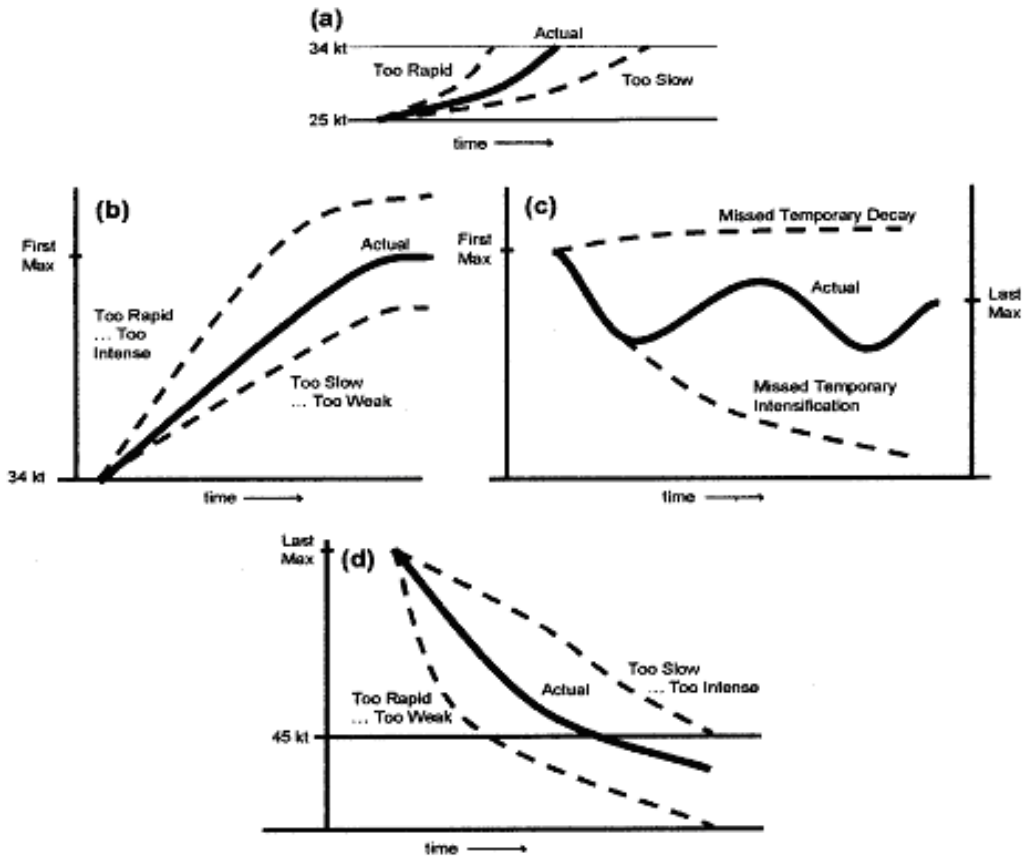 (a)
34 kt
Actual
Too Rapid
Too Slow
25 kt
time
(b)
First
Max
Actual
Too Rapid
... Too
Intense
Too Slow
... Too Weak
34 kt
time
(c)
First
Max
Missed Temporary Decay
Actual
Last
Max
Missed Temporary
Intensification
time
Last
Max
(d)
Too Slow
... Too Intense
Actual
Too Rapid
... Too Weak
45 kt
time